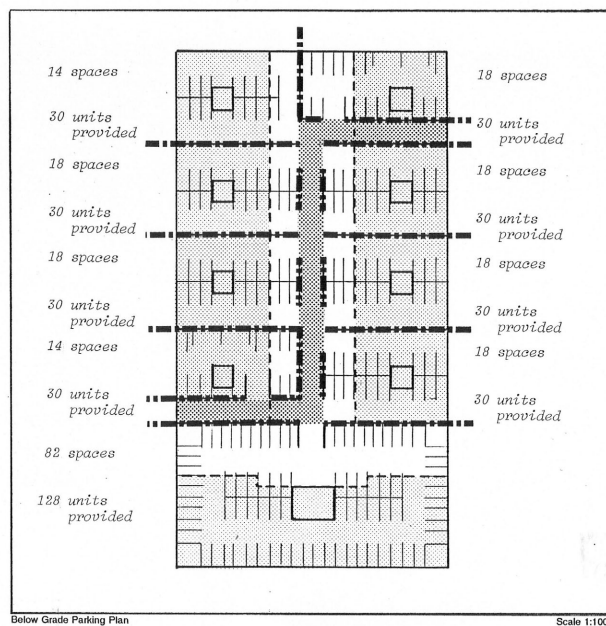 14 spaces
30 units
provided
18 spaces
30 units
provided
18 spaces
30 units
provided
14 spaces
30 units
provided
82 spaces
128 units
provided
18 spaces
30 units
provided
18 spaces
30 units
provided
18 spaces
30 units
provided
18 spaces
30 units
provided
Below Grade Parking Plan
Scale 1:100